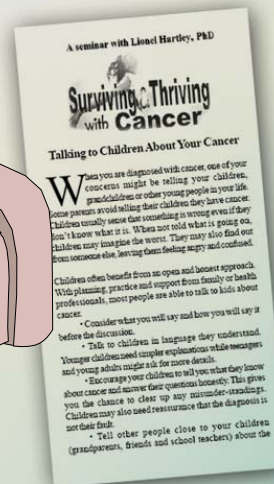 A seminar with Lionel Hartley, PhD
Surviving & Thriving
with Cancer
Talking to Children About Your Cancer
When you are diagnosed with cancer, one of your
concerns might be telling your children,
grandchildren or other young people in your life.
Some parents avoid telling their children they have cancer.
Children usually sense that something is wrong even if they
don't know what it is. When not told what is going on,
children may imagine the worst. They may also find out
from someone else, leaving them feeling angry and confused.
Children often benefit from an open and honest approach.
With planning, practice and support from family or health
professionals, most people are able to talk to kids about
cancer.
• Consider what you will say and how you will say it
before the discussion.
• Talk to children in language they understand.
Younger children need simpler explanations while teenagers
and young adults might ask for more details.
• Encourage your children to tell you what they know
about cancer and answer their questions honestly. This gives
you the chance to clear up any misunder-standings.
Children may also need reassurance that the diagnosis is
not their fault.
• Tell other people close to your children
(grandparents, friends and school teachers) about the